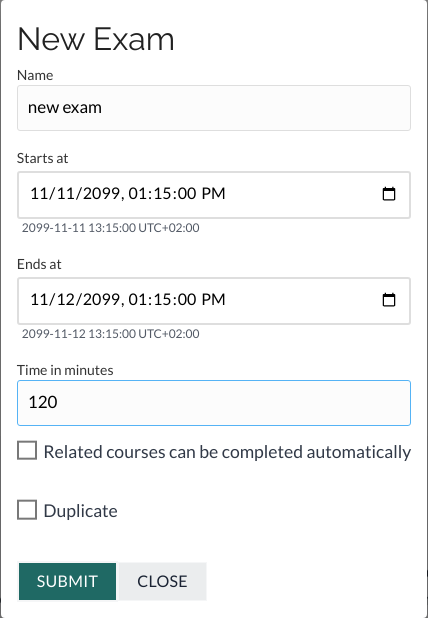 New Exam
Name
new exam
Starts at
11/11/2099, 01:15:00 PM
2099-11-11 13:15:00 UTC+02:00
Ends at
11/12/2099, 01:15:00 PM
2099-11-12 13:15:00 UTC+02:00
Time in minutes
120
Related courses can be completed automatically
Duplicate
SUBMIT CLOSE